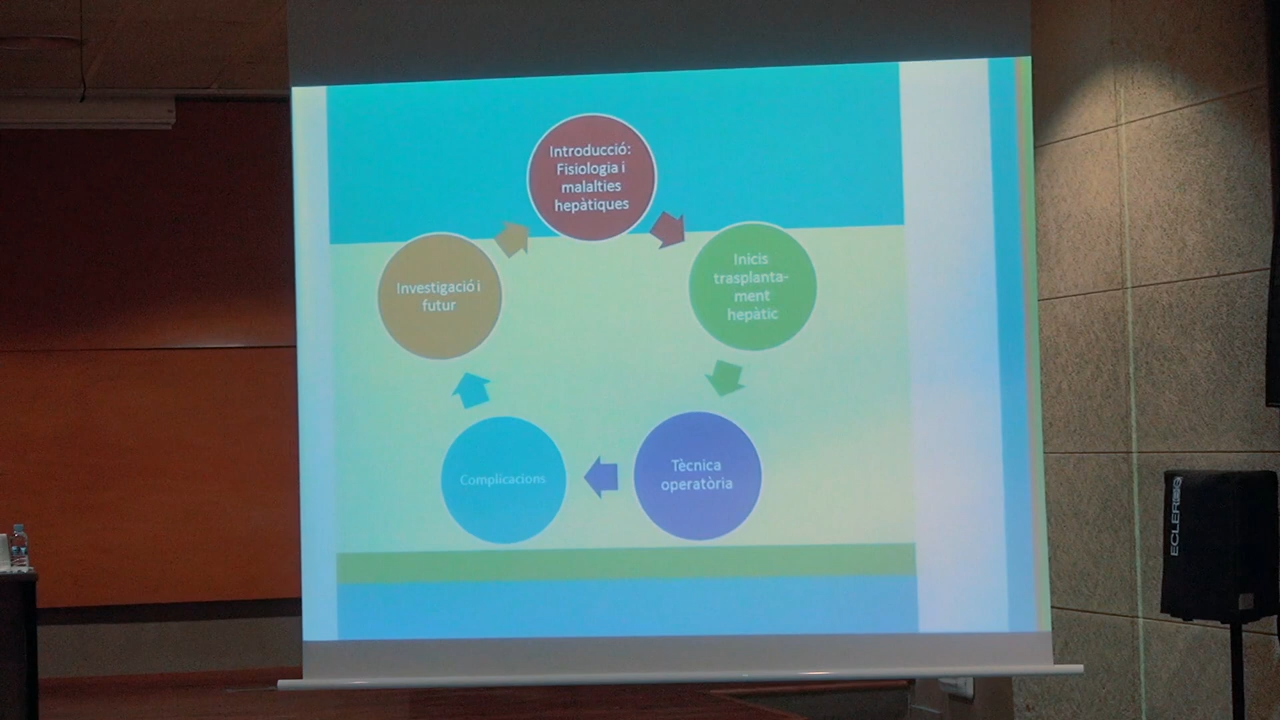 Introducció:
Fisiologia i
malalties
hepàtiques
Inicis
trasplanta-
ment
hepàtic
Tècnica
operatòria
Complicacions
Investigació i
futur
ECLER